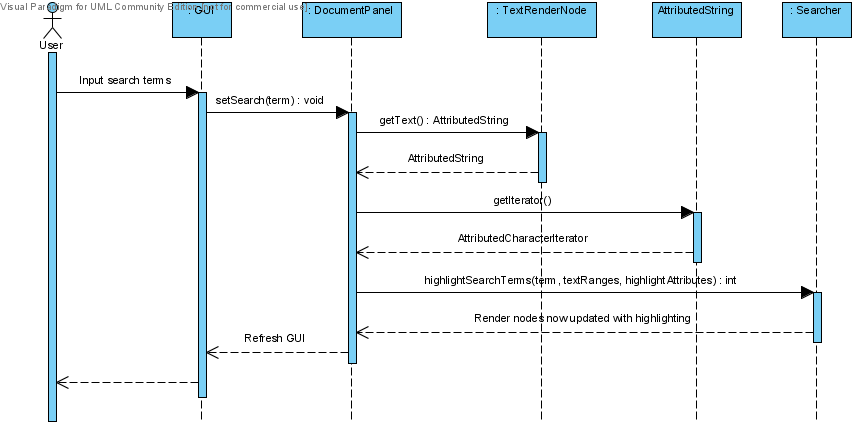 Visual Paradigm for UML Community Edition [not for commercial use]
: GUI
: DocumentPanel
: TextRenderNode
AttributedString
: Searcher
User
Input search terms
setSearch(term) : void
getText() : AttributedString
AttributedString
getIterator()
AttributedCharacterIterator
highlightSearchTerms(term, textRanges, highlightAttributes) : int
Render nodes now updated with highlighting
Refresh GUI